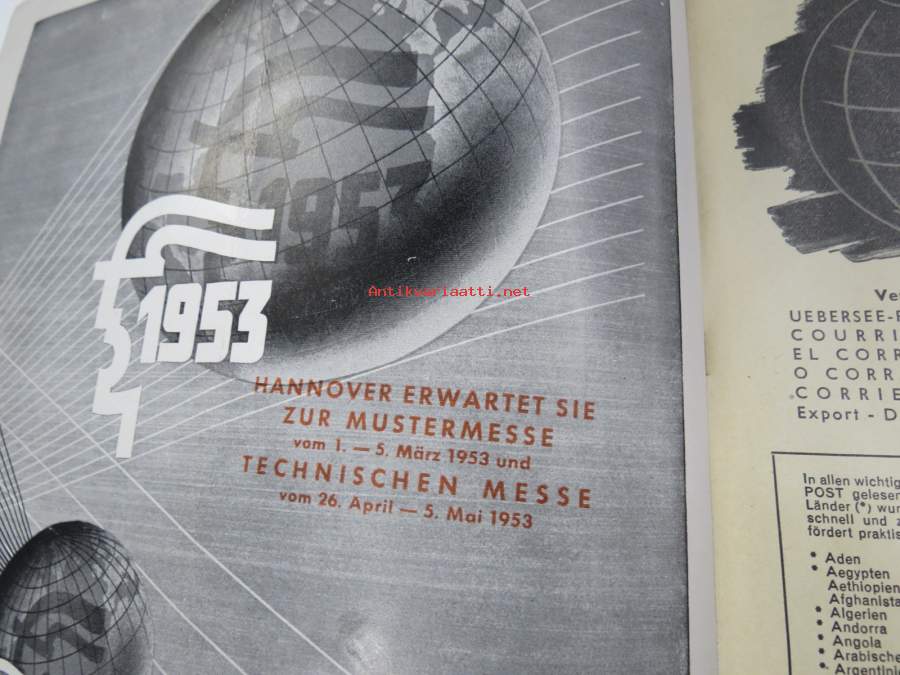 1953
1953
Antikvariaatti.net
HANNOVER ERWARTET SIE
ZUR MUSTERMESSE
vom 1. — 5. März 1953 und
TECHNISCHEN MESSE
vom 26. April — 5. Mai 1953
UEBERSEE-
COURRI
EL CORR
O CORR
CORRIE
Export - D
In allen wichtig
POST gelesen
Länder (*) wur
schnell und z
fördert praktis
* Aden
* Aegypten
Aethiopien
Afghanista
* Algerien
* Andorra
* Angola
* Arabische
* Argentini